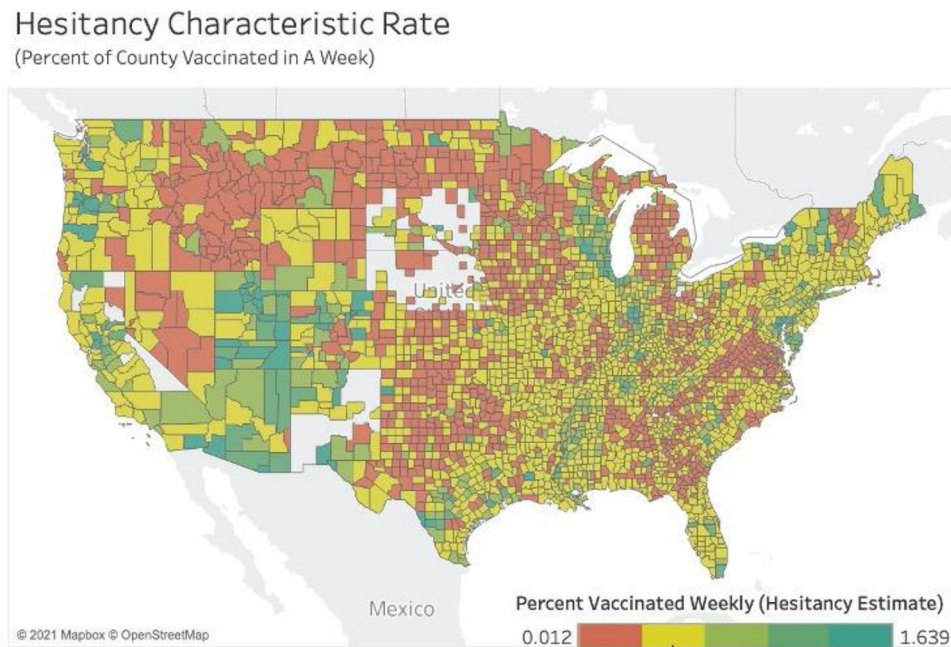 Hesitancy Characteristic Rate
(Percent of County Vaccinated in A Week)
United
Mexico
© 2021 Mapbox © OpenStreetMap
Percent Vaccinated Weekly (Hesitancy Estimate)
0.012 1.639